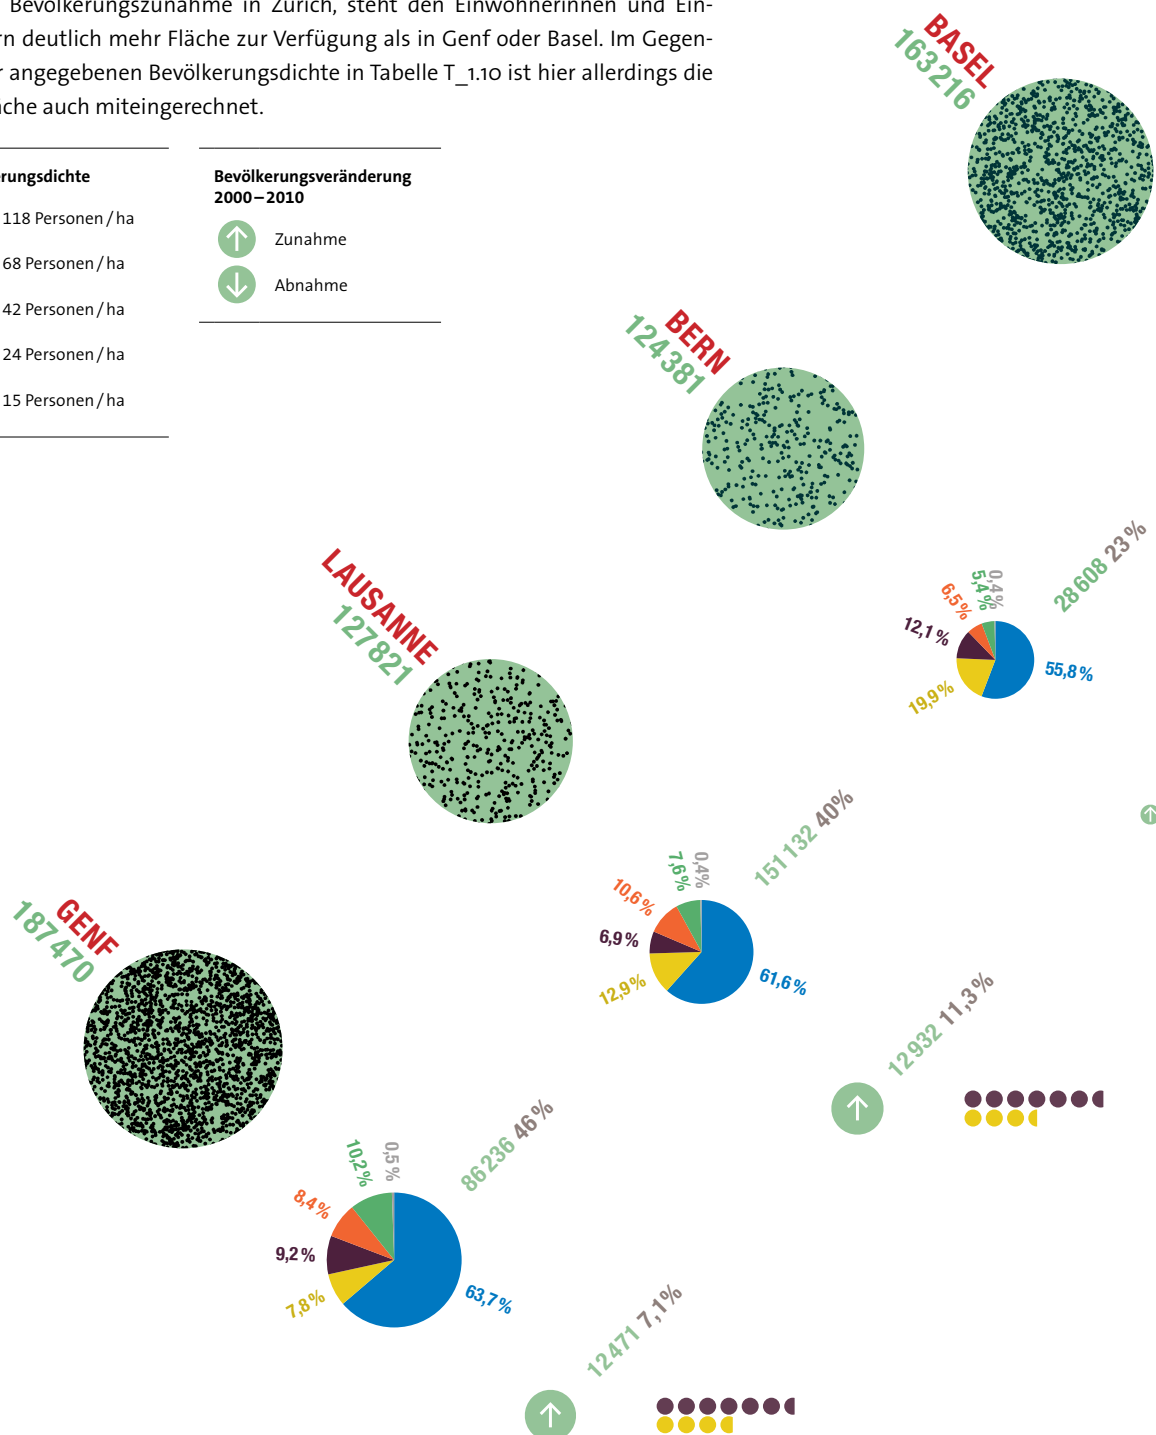 Bevölkerungszunahme in Zürich, steht den Einwohnerinnen und Ein-
rn deutlich mehr Fläche zur Verfügung als in Genf oder Basel. Im Gegen-
r angegebenen Bevölkerungsdichte in Tabelle T_1.10 ist hier allerdings die
che auch miteingerechnet.
rungsdichte
118 Personen/ha
68 Personen/ha
42 Personen/ha
24 Personen/ha
15 Personen/ha
Bevölkerungsveränderung
2000–2010
Zunahme
Abnahme
BASEL
163216
BERN
124381
28608 23%
0,4%
5,4%
6,5%
12,1%
19,9%
55,8%
LAUSANNE
127821
151132 40%
0,4%
7,6%
10,6%
6,9%
12,9%
61,6%
12932 11,3%
GENF
187470
86236 46%
0,5%
10,2%
8,4%
9,2%
7,8%
63,7%
12471 7,1%